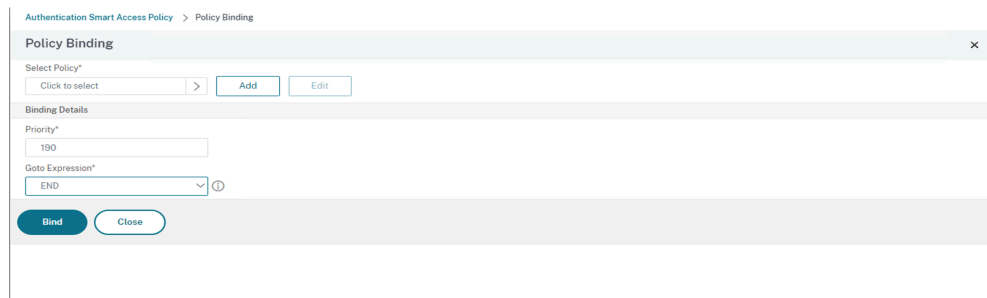 Authentication Smart Access Policy > Policy Binding
Policy Binding ×
Select Policy*
Click to select > Add Edit
Binding Details
Priority*
190
Goto Expression*
END
Bind Close